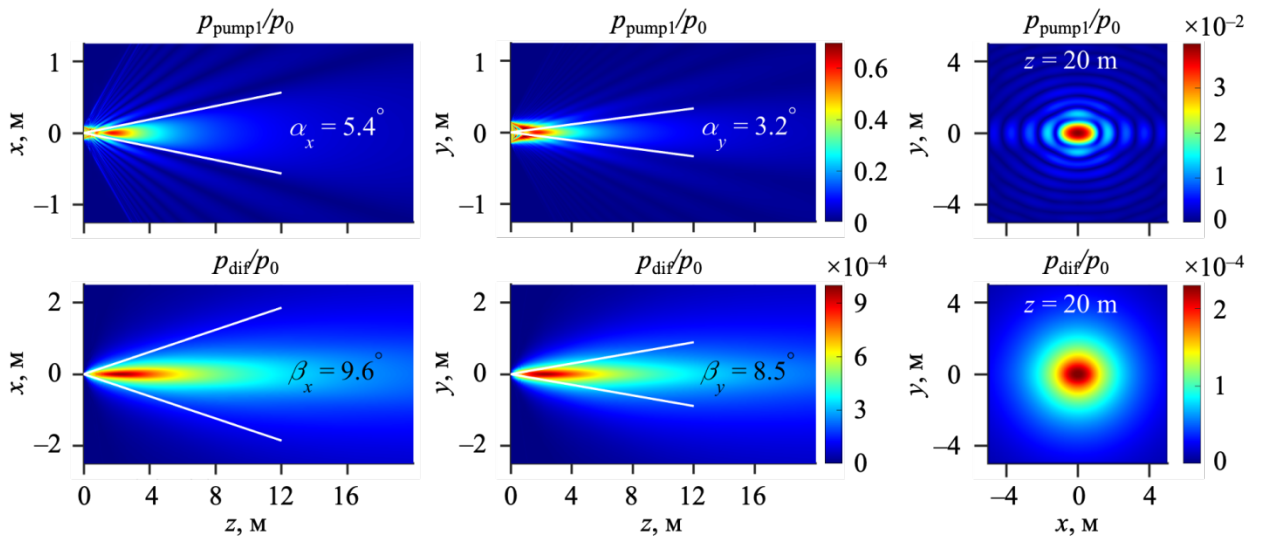 p_pump1/p_0
p_pump1/p_0
p_pump1/p_0
×10^–2
x, м
1
0
–1
α_x = 5.4°
y, м
1
0
–1
α_y = 3.2°
0.6
0.4
0.2
0
y, м
4
0
–4
z = 20 m
3
2
1
0
p_dif/p_0
p_dif/p_0
×10^–4
p_dif/p_0
×10^–4
x, м
2
0
–2
β_x = 9.6°
0 4 8 12 16
z, м
y, м
2
0
–2
β_y = 8.5°
0 4 8 12 16
z, м
9
6
3
0
y, м
4
0
–4
z = 20 m
–4 0 4
x, м
2
1
0